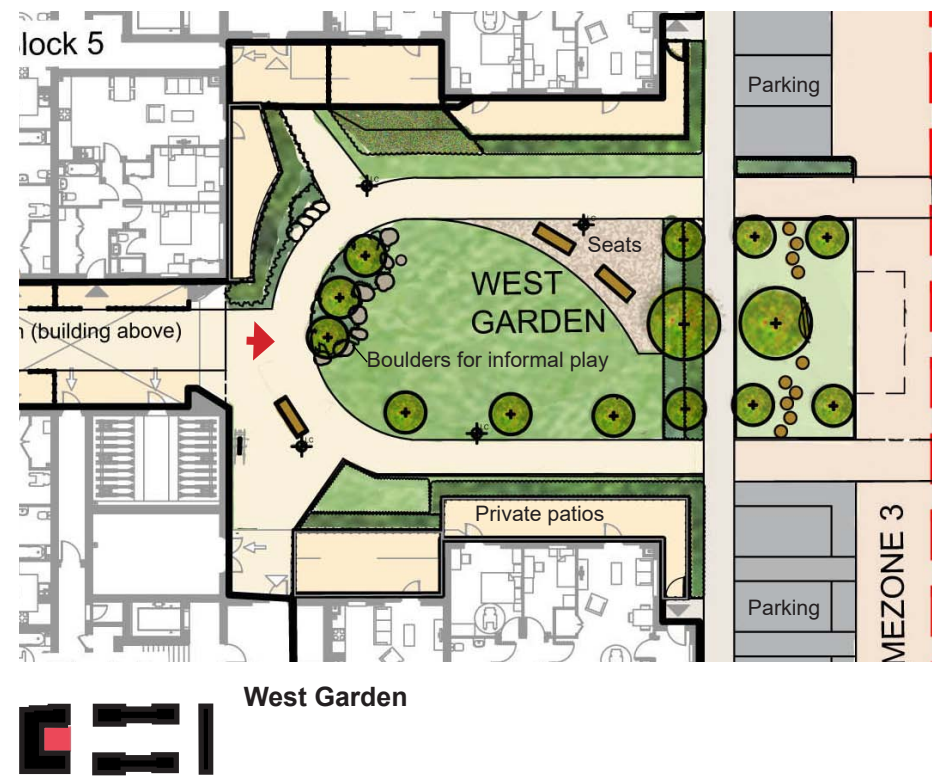 lock 5
Parking
Seats
WEST
GARDEN
n (building above)
Boulders for informal play
Private patios
MEZONE 3
Parking
West Garden